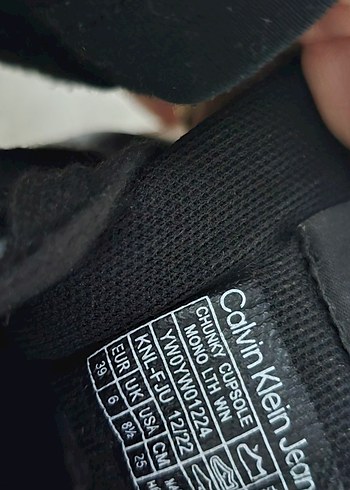 Calvin Klein Jean
CHUNKY CUPSOLE
MONO LTH WN
YW0YW01224
KNL-FJU 12/22
EUR UK USA CM
39 6 8½ 25